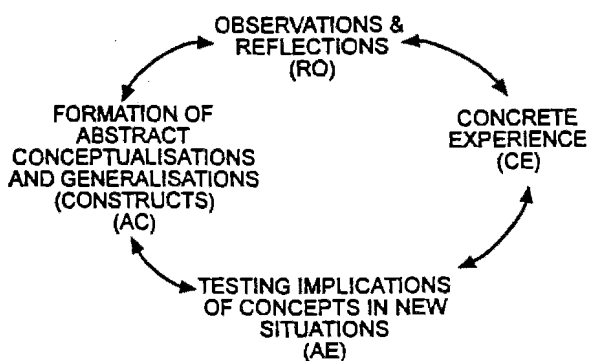 OBSERVATIONS &
REFLECTIONS
(RO)
CONCRETE
EXPERIENCE
(CE)
FORMATION OF
ABSTRACT
CONCEPTUALISATIONS
AND GENERALISATIONS
(CONSTRUCTS)
(AC)
TESTING IMPLICATIONS
OF CONCEPTS IN NEW
SITUATIONS
(AE)